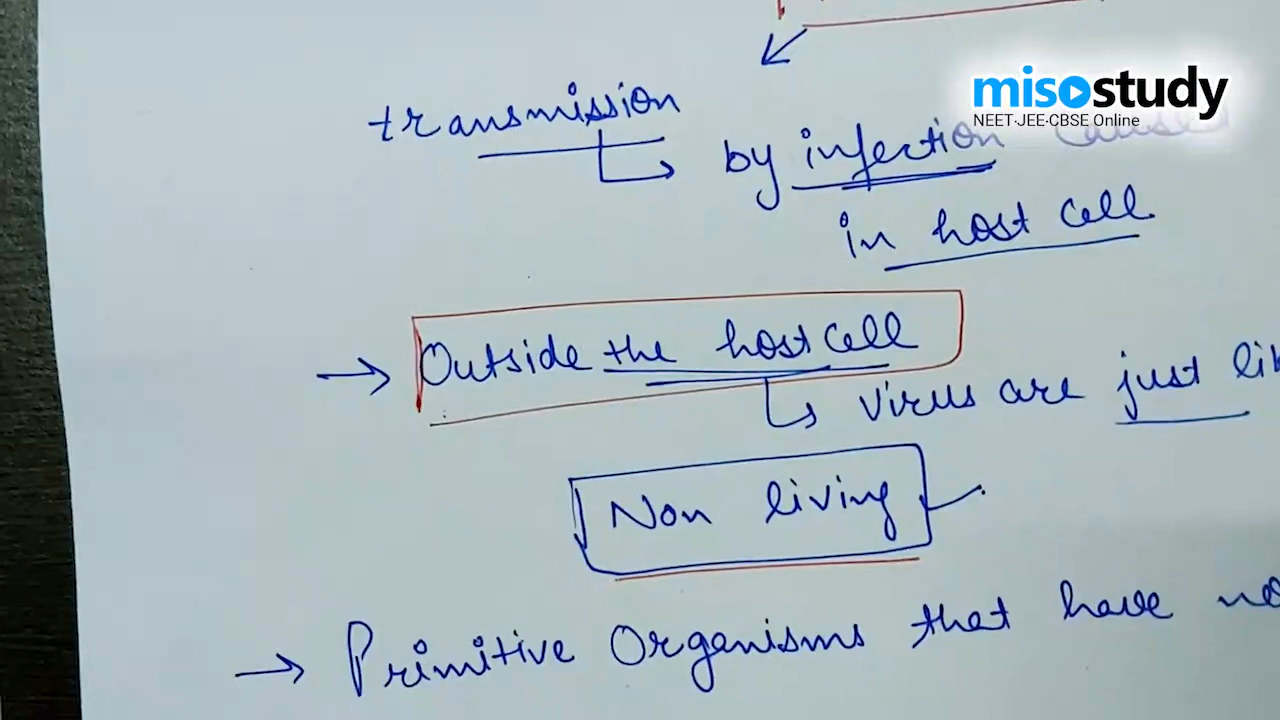 misostudy
NEET-JEE-CBSE Online
transmission
by infection
in host cell
→ Outside the host cell
virus are just
Non living
→ Primitive Organisms that have